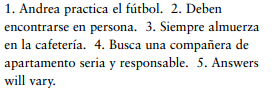 1. Andrea practica el fútbol.  2. Deben
encontrarse en persona.  3. Siempre almuerza
en la cafetería.  4. Busca una compañera de
apartamento seria y responsable.  5. Answers
will vary.